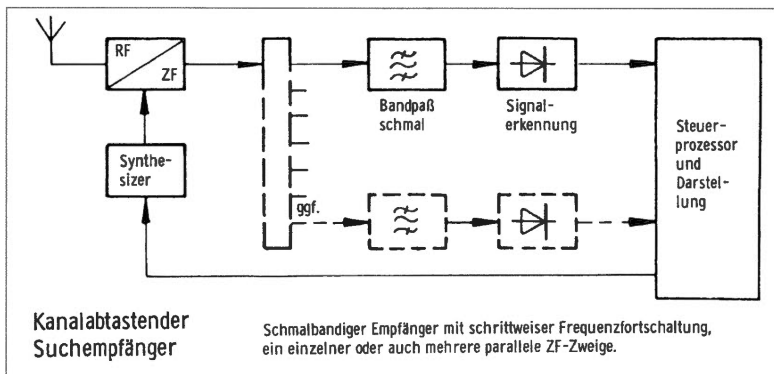 RF
ZF
Bandpaß
schmal
Signal-
erkennung
Steuer-
prozessor
und
Darstel-
lung
Synthe-
sizer
ggf.
Kanalabtastender
Suchempfänger
Schmalbandiger Empfänger mit schrittweiser Frequenzfortschaltung,
ein einzelner oder auch mehrere parallele ZF-Zweige.